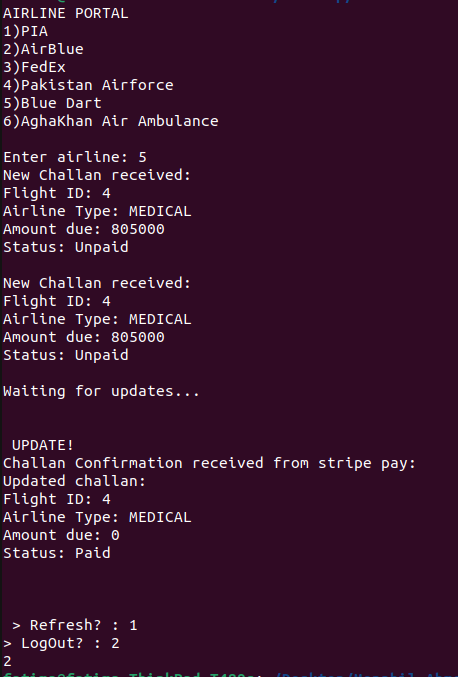 AIRLINE PORTAL
1)PIA
2)AirBlue
3)FedEx
4)Pakistan Airforce
5)Blue Dart
6)AghaKhan Air Ambulance
Enter airline: 5
New Challan received:
Flight ID: 4
Airline Type: MEDICAL
Amount due: 805000
Status: Unpaid
New Challan received:
Flight ID: 4
Airline Type: MEDICAL
Amount due: 805000
Status: Unpaid
Waiting for updates...
UPDATE!
Challan Confirmation received from stripe pay:
Updated challan:
Flight ID: 4
Airline Type: MEDICAL
Amount due: 0
Status: Paid
> Refresh? : 1
> LogOut? : 2
2